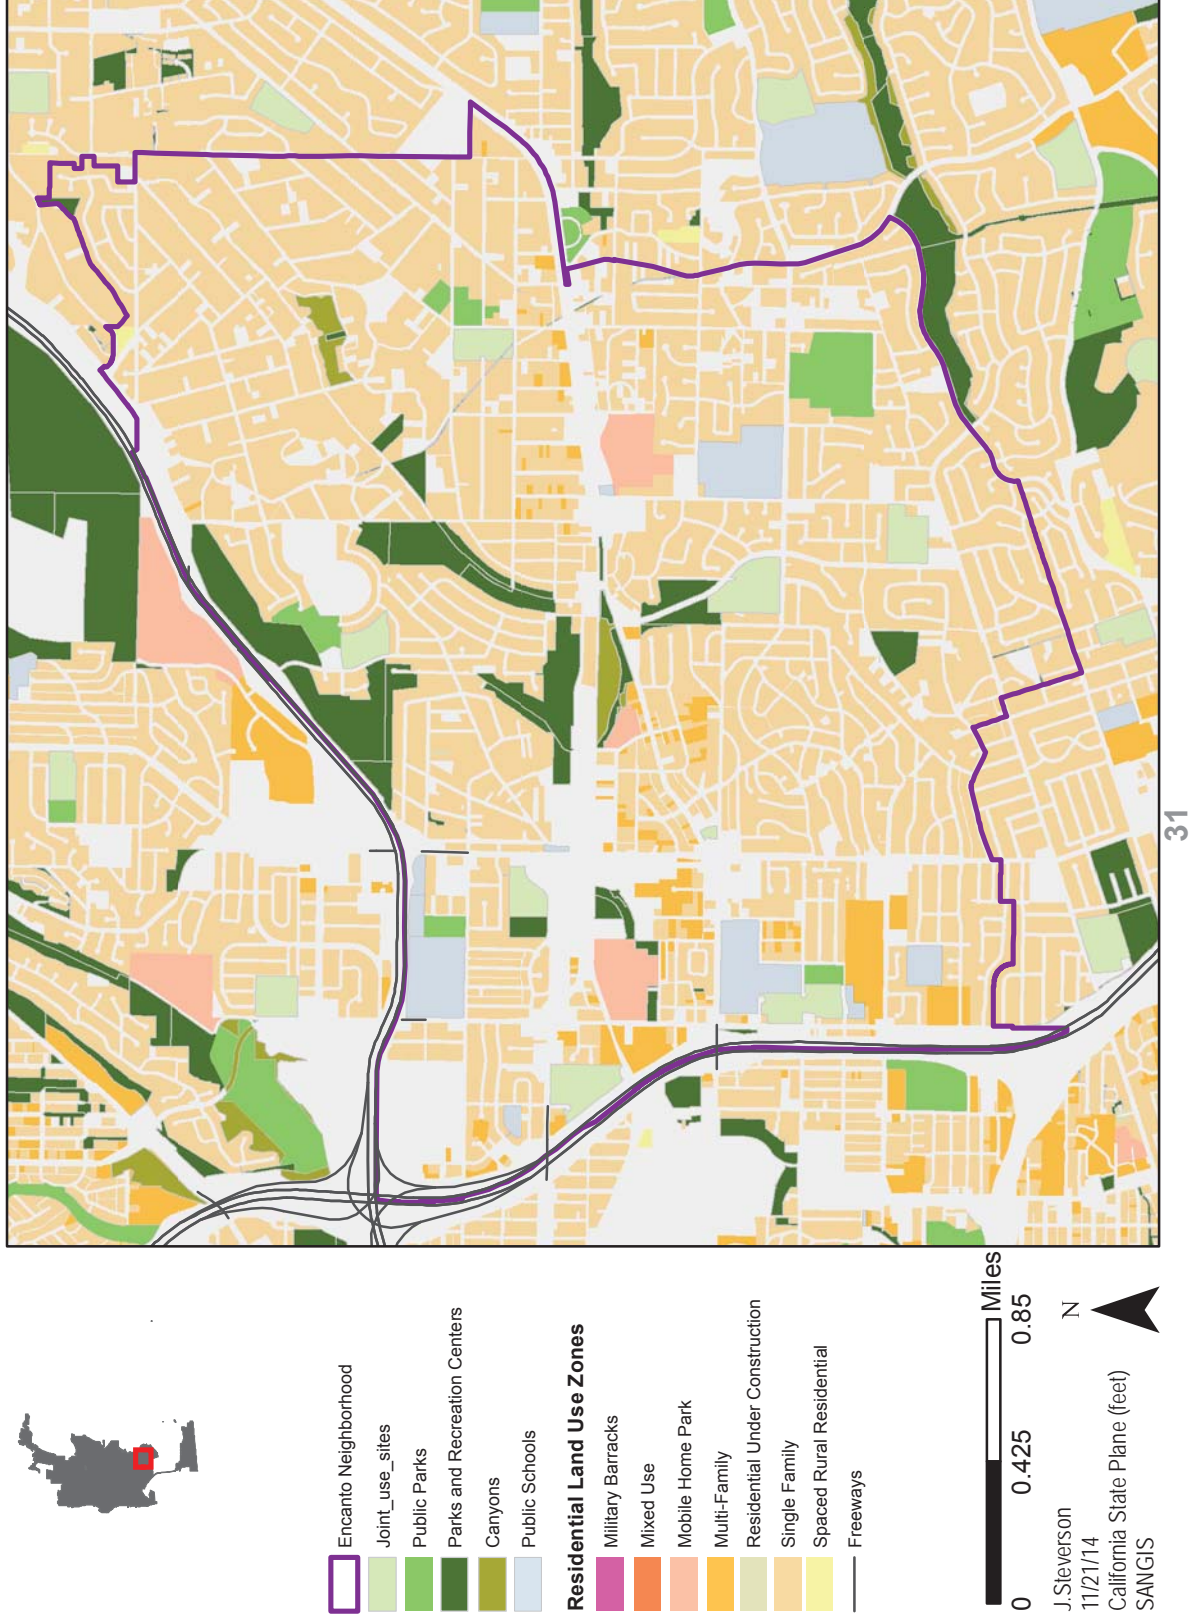 Encanto Neighborhood
Joint_use_sites
Public Parks
Parks and Recreation Centers
Canyons
Public Schools
Residential Land Use Zones
Military Barracks
Mixed Use
Mobile Home Park
Multi-Family
Residential Under Construction
Single Family
Spaced Rural Residential
Freeways
Miles
0 0.425 0.85
J.Steverson
11/21/14
California State Plane (feet)
SANGIS
N
31